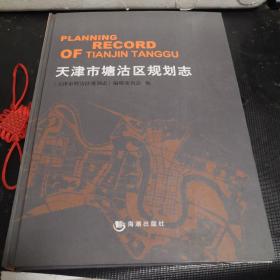 PLANNING
RECORD
OF TIANJIN TANGGU
天津市塘沽区规划志
《天津市塘沽区规划志》编修委员会 编
海潮出版社